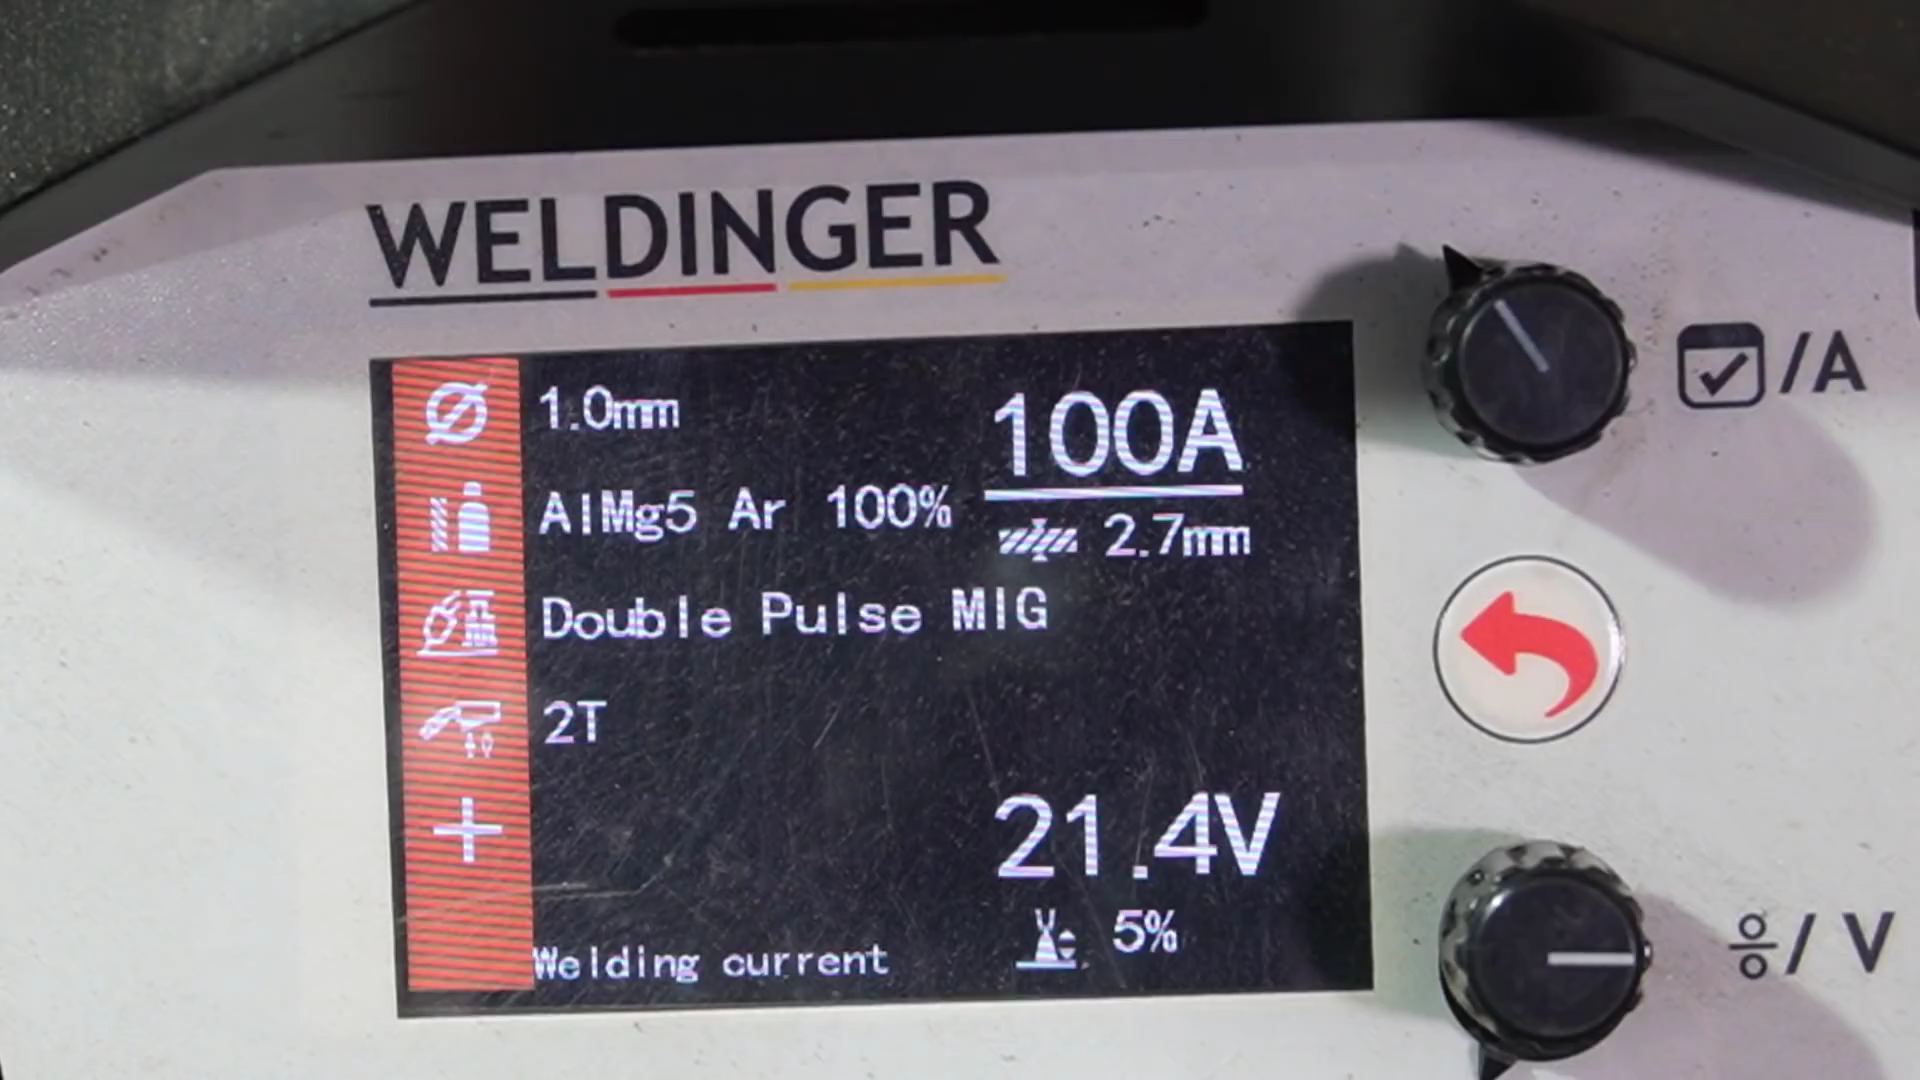 WELDINGER
1.0mm
100A
AlMg5 Ar 100%
2.7mm
Double Pulse MIG
2T
21.4V
5%
Welding current
/A
÷/ V